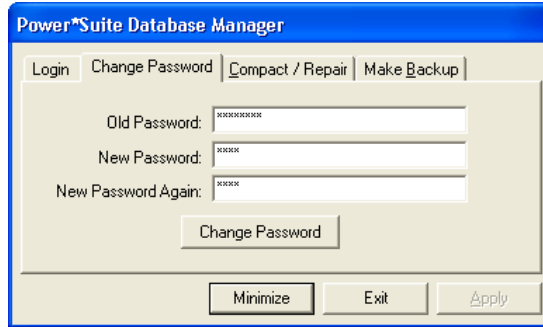 Power*Suite Database Manager
Login Change Password Compact / Repair Make Backup
Old Password: ********
New Password: ****
New Password Again: ****
Change Password
Minimize Exit Apply